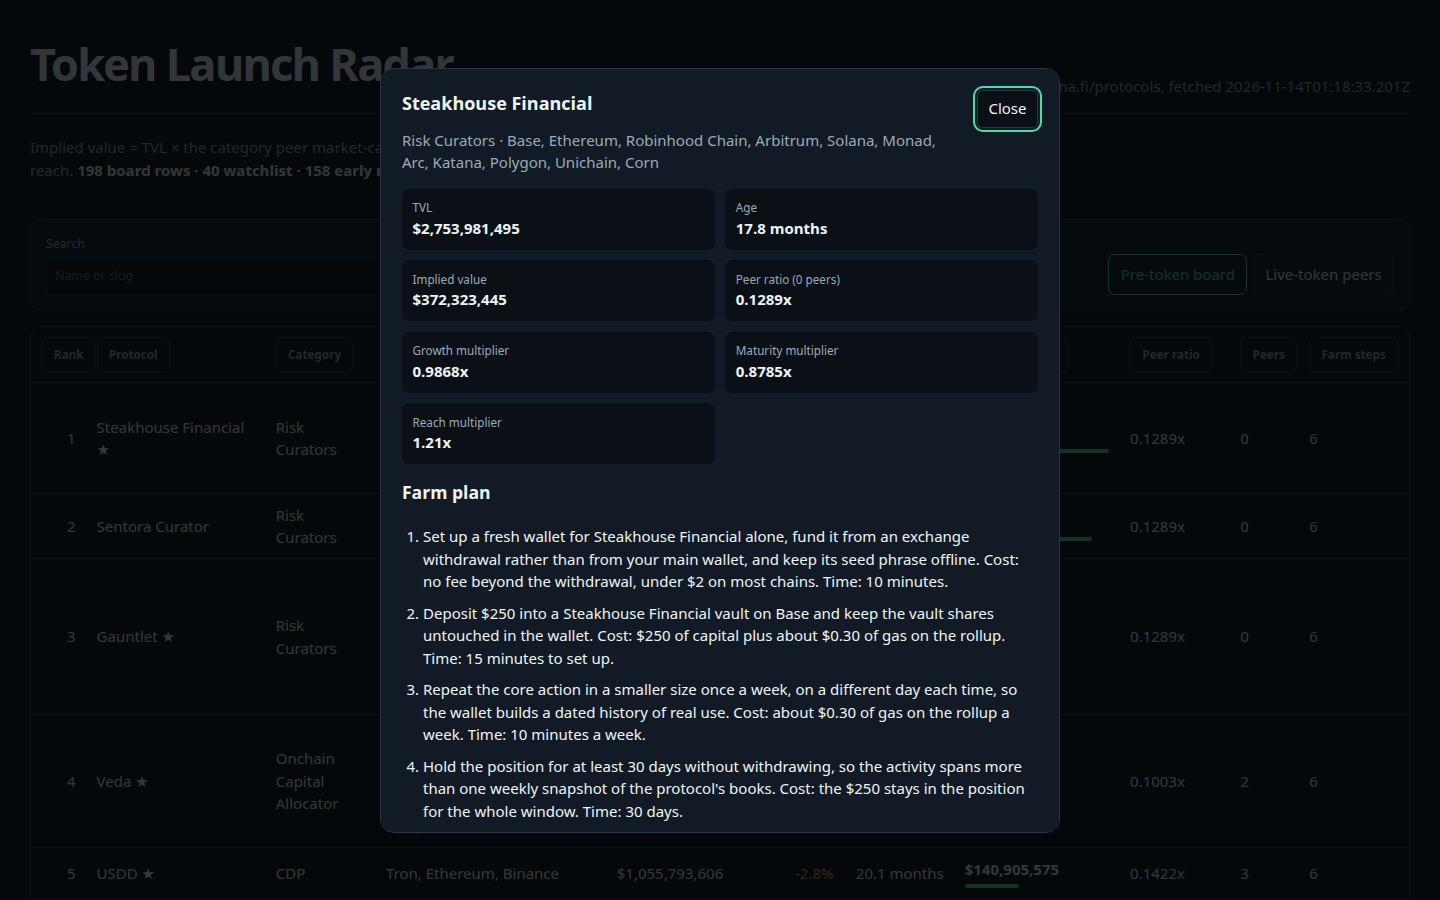 Token Launch Radar
na.fi/protocols, fetched 2026-11-14T01:18:33.201Z
Implied value = TVL × the category peer market-ca
reach. 198 board rows · 40 watchlist · 158 early
Search
Name or slug
Pre-token board
Live-token peers
Rank Protocol Category Peer ratio Peers Farm steps
1 Steakhouse Financial ★ Risk Curators 0.1289x 0 6
2 Sentora Curator Risk Curators 0.1289x 0 6
3 Gauntlet ★ Risk Curators 0.1289x 0 6
4 Veda ★ Onchain Capital Allocator 0.1003x 2 6
5 USDD ★ CDP Tron, Ethereum, Binance $1,055,793,606 -2.8% 20.1 months $140,905,575 0.1422x 3 6
Steakhouse Financial
Close
Risk Curators · Base, Ethereum, Robinhood Chain, Arbitrum, Solana, Monad,
Arc, Katana, Polygon, Unichain, Corn
TVL
$2,753,981,495
Age
17.8 months
Implied value
$372,323,445
Peer ratio (0 peers)
0.1289x
Growth multiplier
0.9868x
Maturity multiplier
0.8785x
Reach multiplier
1.21x
Farm plan
1. Set up a fresh wallet for Steakhouse Financial alone, fund it from an exchange
withdrawal rather than from your main wallet, and keep its seed phrase offline. Cost:
no fee beyond the withdrawal, under $2 on most chains. Time: 10 minutes.
2. Deposit $250 into a Steakhouse Financial vault on Base and keep the vault shares
untouched in the wallet. Cost: $250 of capital plus about $0.30 of gas on the rollup.
Time: 15 minutes to set up.
3. Repeat the core action in a smaller size once a week, on a different day each time, so
the wallet builds a dated history of real use. Cost: about $0.30 of gas on the rollup a
week. Time: 10 minutes a week.
4. Hold the position for at least 30 days without withdrawing, so the activity spans more
than one weekly snapshot of the protocol's books. Cost: the $250 stays in the position
for the whole window. Time: 30 days.